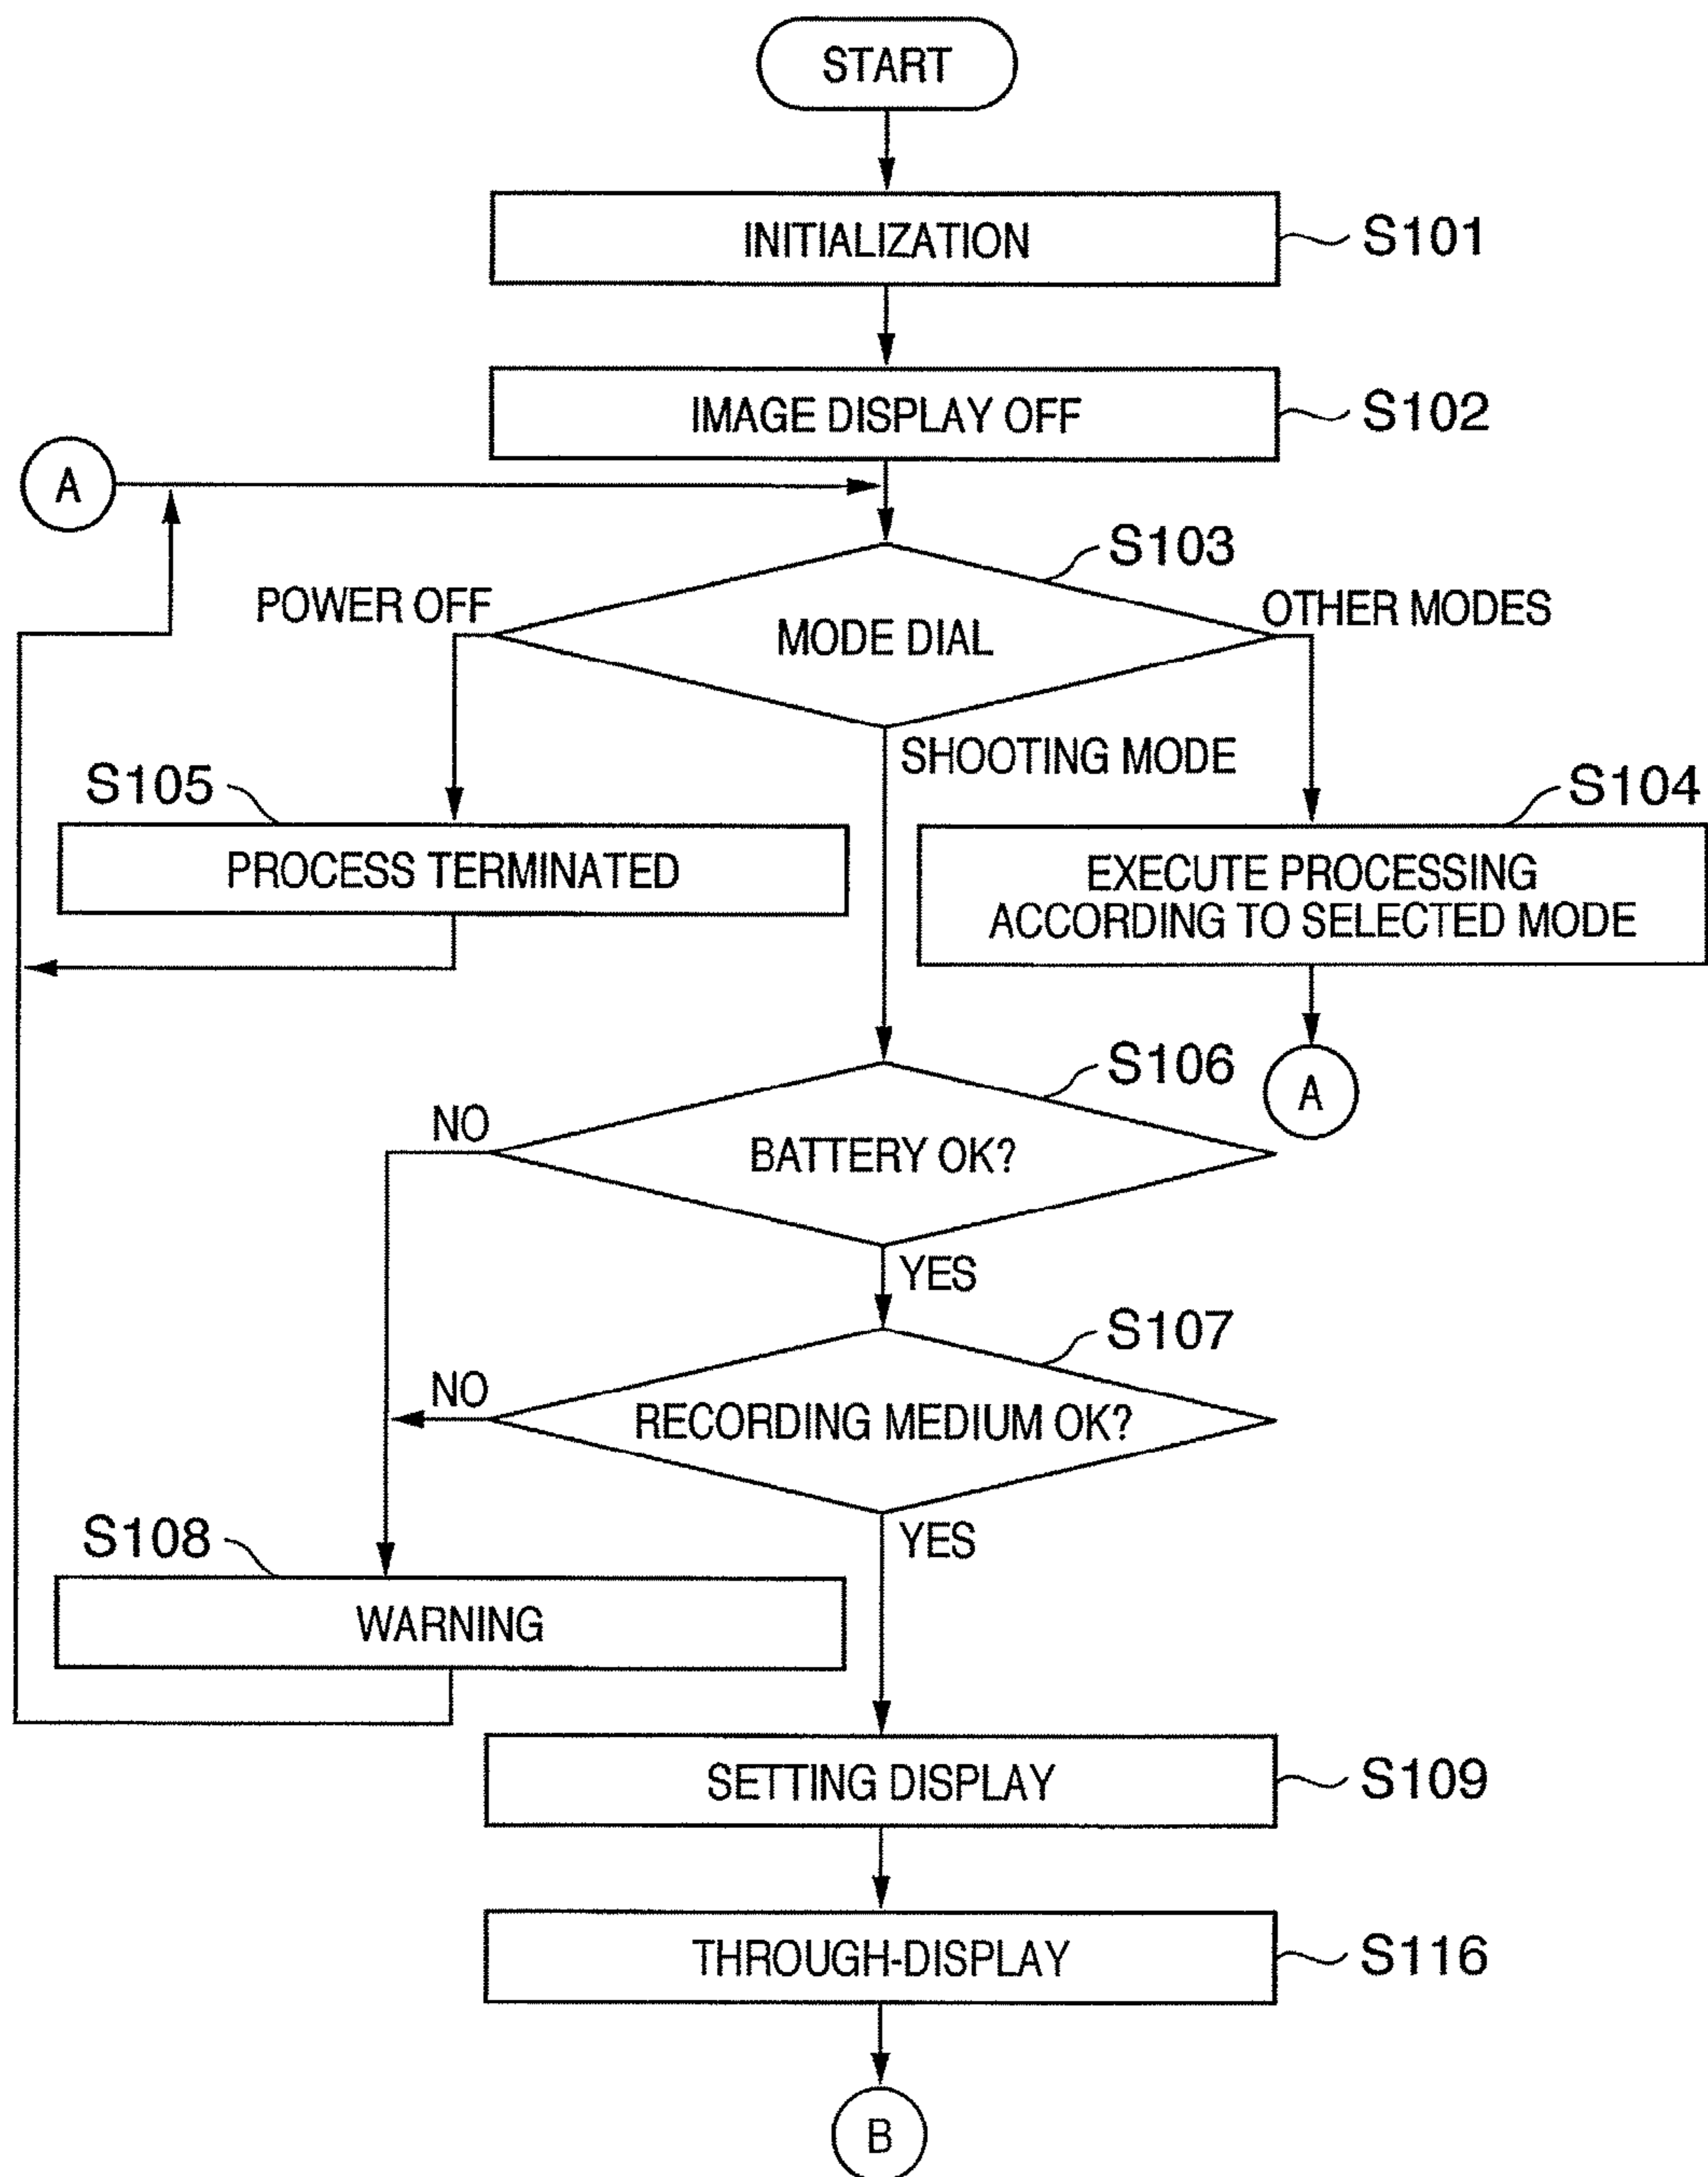 START
INITIALIZATION
S101
IMAGE DISPLAY OFF
S102
A
S103
POWER OFF
MODE DIAL
OTHER MODES
SHOOTING MODE
S105
S104
PROCESS TERMINATED
EXECUTE PROCESSING
ACCORDING TO SELECTED MODE
S106
A
NO
BATTERY OK?
YES
S107
NO
RECORDING MEDIUM OK?
YES
S108
WARNING
SETTING DISPLAY
S109
THROUGH-DISPLAY
S116
B